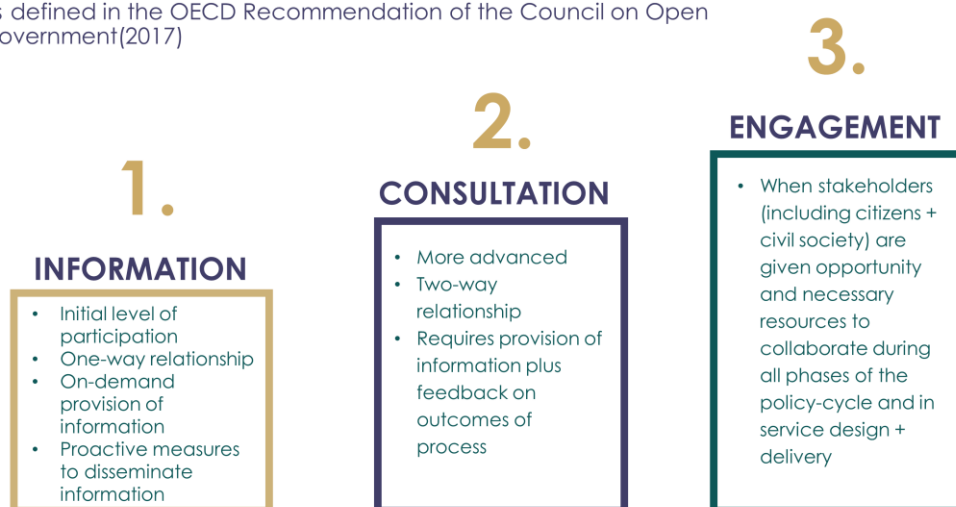 s defined in the OECD Recommendation of the Council on Open
overnment(2017)
1.
INFORMATION
• Initial level of
participation
• One-way relationship
• On-demand
provision of
information
• Proactive measures
to disseminate
information
2.
CONSULTATION
• More advanced
• Two-way
relationship
• Requires provision of
information plus
feedback on
outcomes of
process
3.
ENGAGEMENT
• When stakeholders
(including citizens +
civil society) are
given opportunity
and necessary
resources to
collaborate during
all phases of the
policy-cycle and in
service design +
delivery